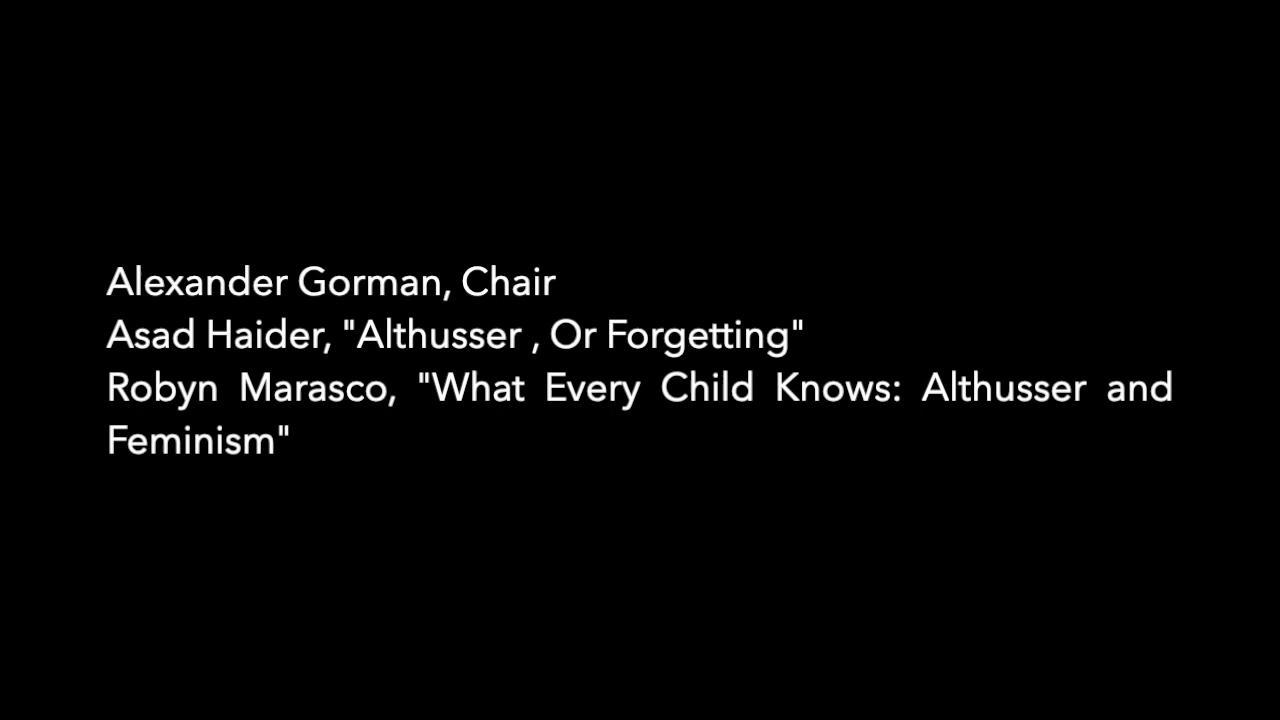 Alexander Gorman, Chair
Asad Haider, "Althusser , Or Forgetting"
Robyn Marasco, "What Every Child Knows: Althusser and
Feminism"